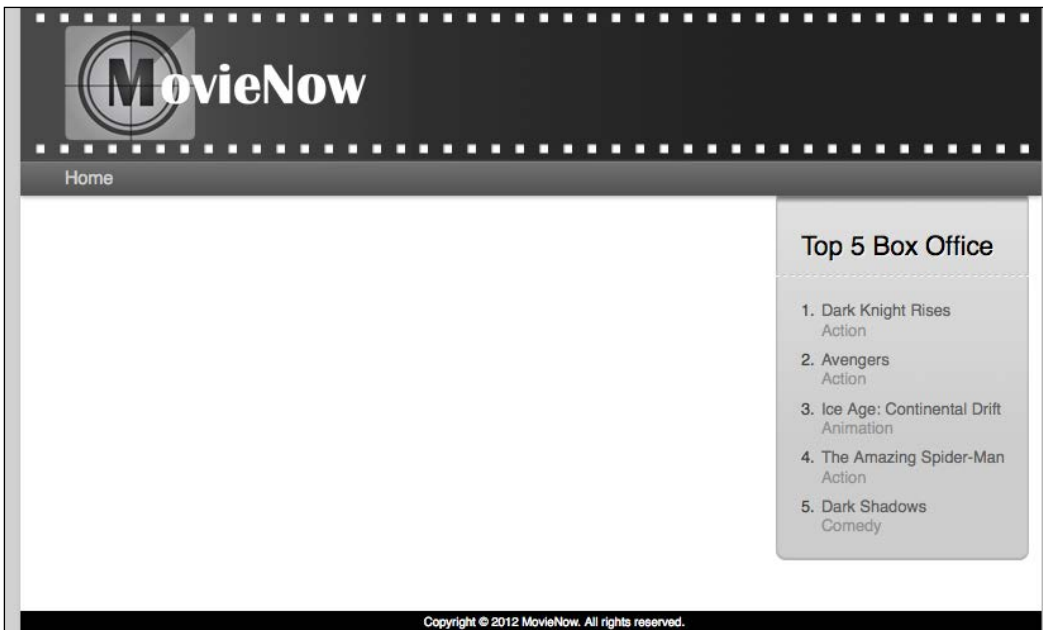 MovieNow
Home
Top 5 Box Office
1. Dark Knight Rises
Action
2. Avengers
Action
3. Ice Age: Continental Drift
Animation
4. The Amazing Spider-Man
Action
5. Dark Shadows
Comedy
Copyright © 2012 MovieNow. All rights reserved.